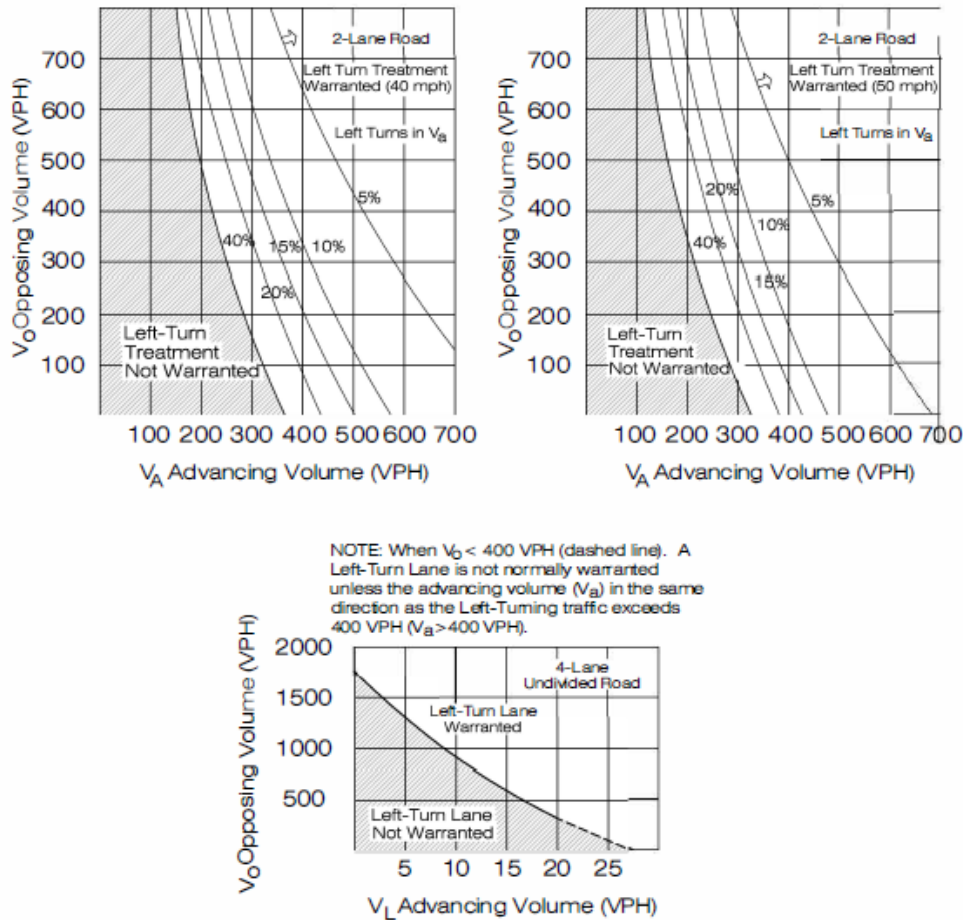 2-Lane Road
Left Turn Treatment
Warranted (40 mph)
Left Turns in Va
700
600
500
400
300
200
100
5%
40%
15%
10%
20%
Left-Turn
Treatment
Not Warranted
VO Opposing Volume (VPH)
100 200 300 400 500 600 700
VA Advancing Volume (VPH)
2-Lane Road
Left Turn Treatment
Warranted (50 mph)
Left Turns in Va
700
600
500
400
300
200
100
20%
5%
10%
40%
15%
Left-Turn
Treatment
Not Warranted
VO Opposing Volume (VPH)
100 200 300 400 500 600 700
VA Advancing Volume (VPH)
NOTE: When VO < 400 VPH (dashed line). A
Left-Turn Lane is not normally warranted
unless the advancing volume (Va) in the same
direction as the Left-Turning traffic exceeds
400 VPH (Va>400 VPH).
2000
1500
1000
500
4-Lane
Undivided Road
Left-Turn Lane
Warranted
Left-Turn Lane
Not Warranted
VO Opposing Volume (VPH)
5 10 15 20 25
VL Advancing Volume (VPH)